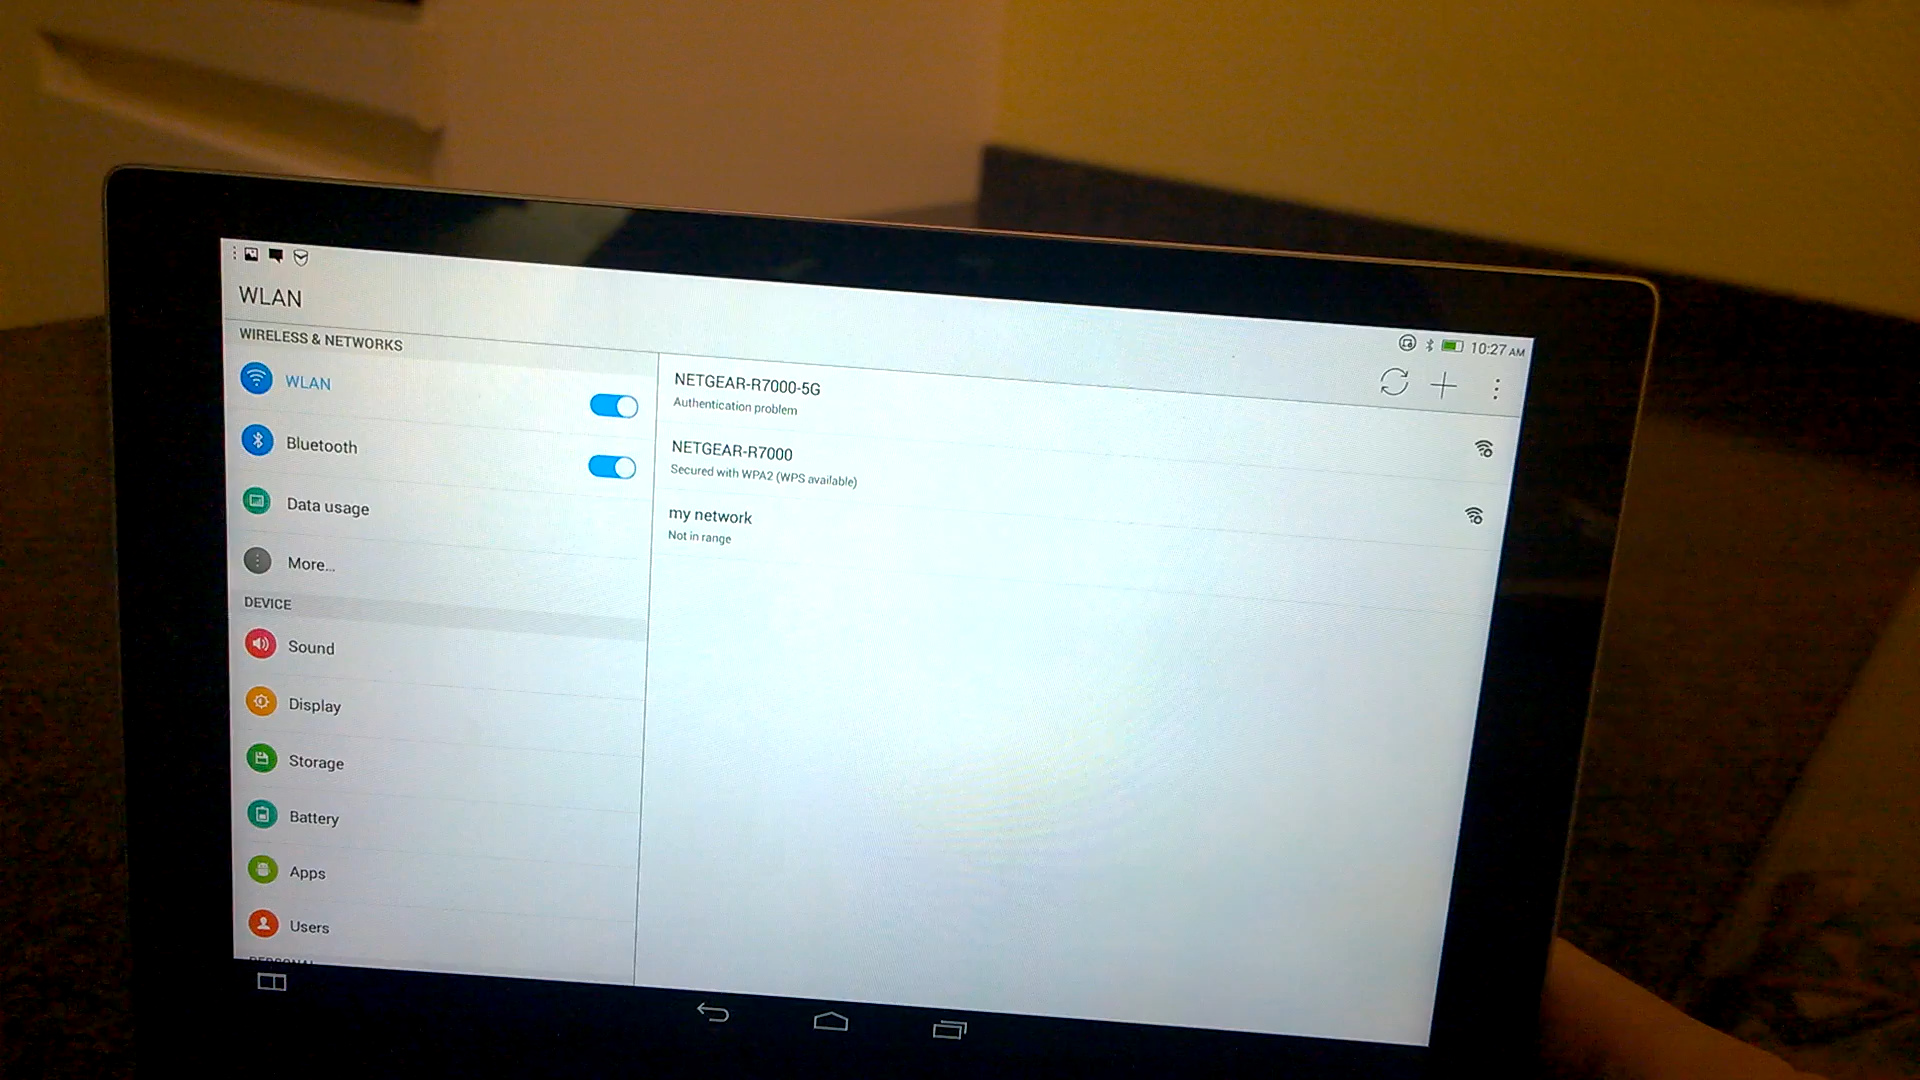 WLAN
10:27 AM
WIRELESS & NETWORKS
WLAN
Bluetooth
Data usage
More...
DEVICE
Sound
Display
Storage
Battery
Apps
Users
PERSONAL
NETGEAR-R7000-5G
Authentication problem
NETGEAR-R7000
Secured with WPA2 (WPS available)
my network
Not in range